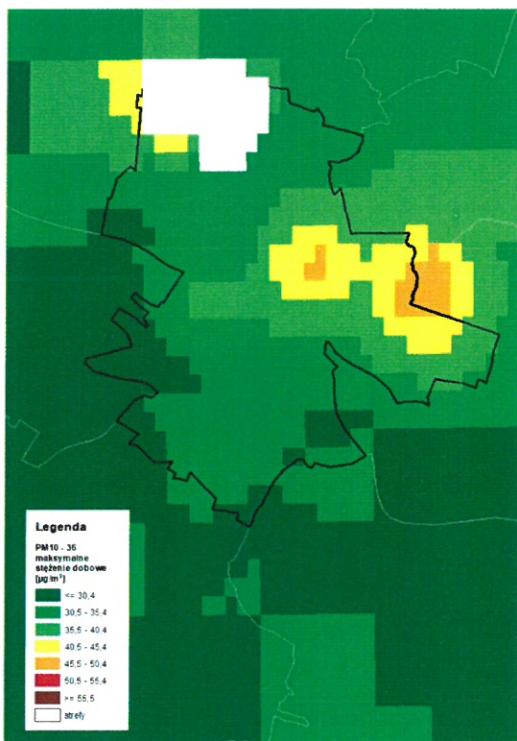 Legenda
PM10 - 36
maksymalne
stężenie dobowe
[µg/m³]
<= 30,4
30,5 - 35,4
35,5 - 40,4
40,5 - 45,4
45,5 - 50,4
50,5 - 55,4
>= 55,5
strefy